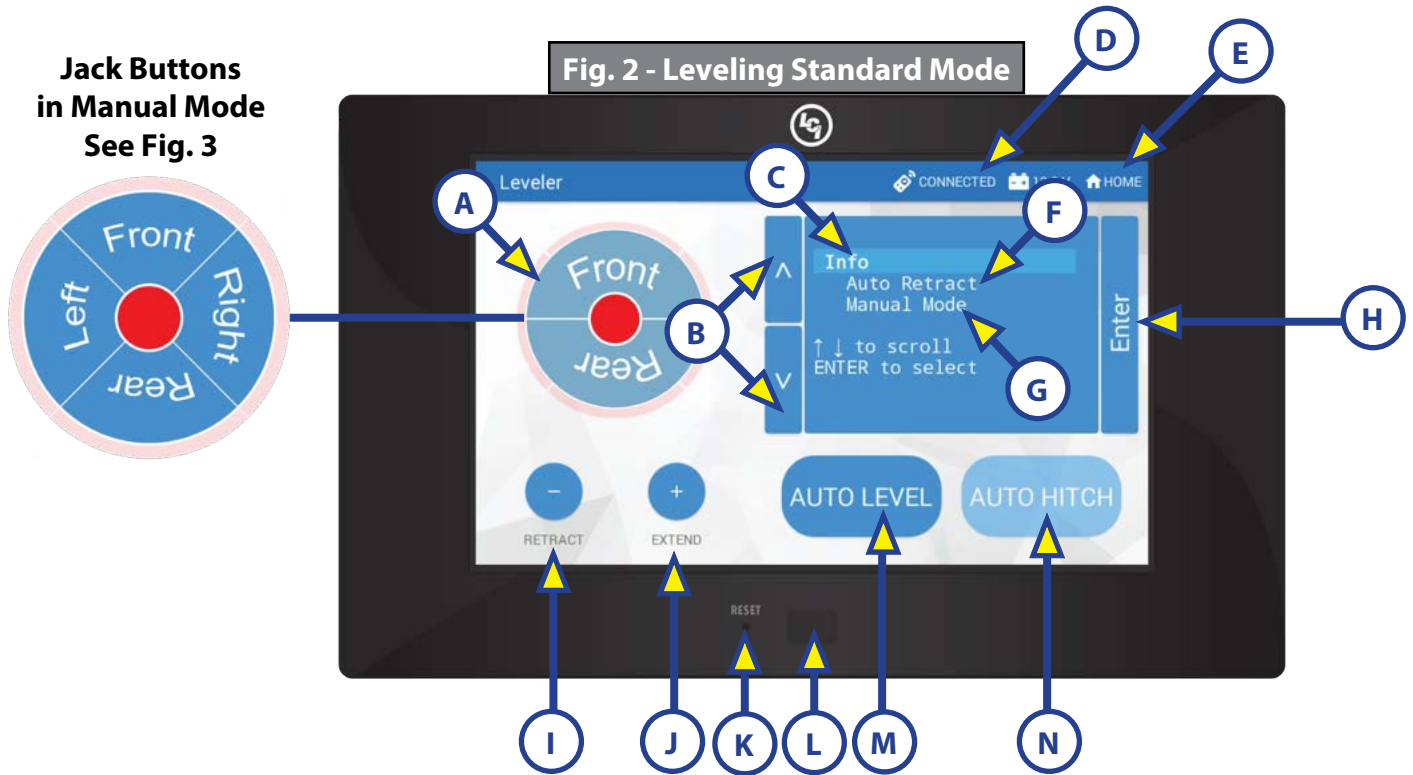 Jack Buttons
in Manual Mode
See Fig. 3
Front
Left
Right
Rear
Fig. 2 - Leveling Standard Mode
D
E
LCI
Leveler
CONNECTED
HOME
C
A
F
Front
Rear
B
^
v
Info
Auto Retract
Manual Mode
↑ ↓ to scroll
ENTER to select
Enter
H
G
−
+
RETRACT
EXTEND
AUTO LEVEL
AUTO HITCH
RESET
I
J
K
L
M
N